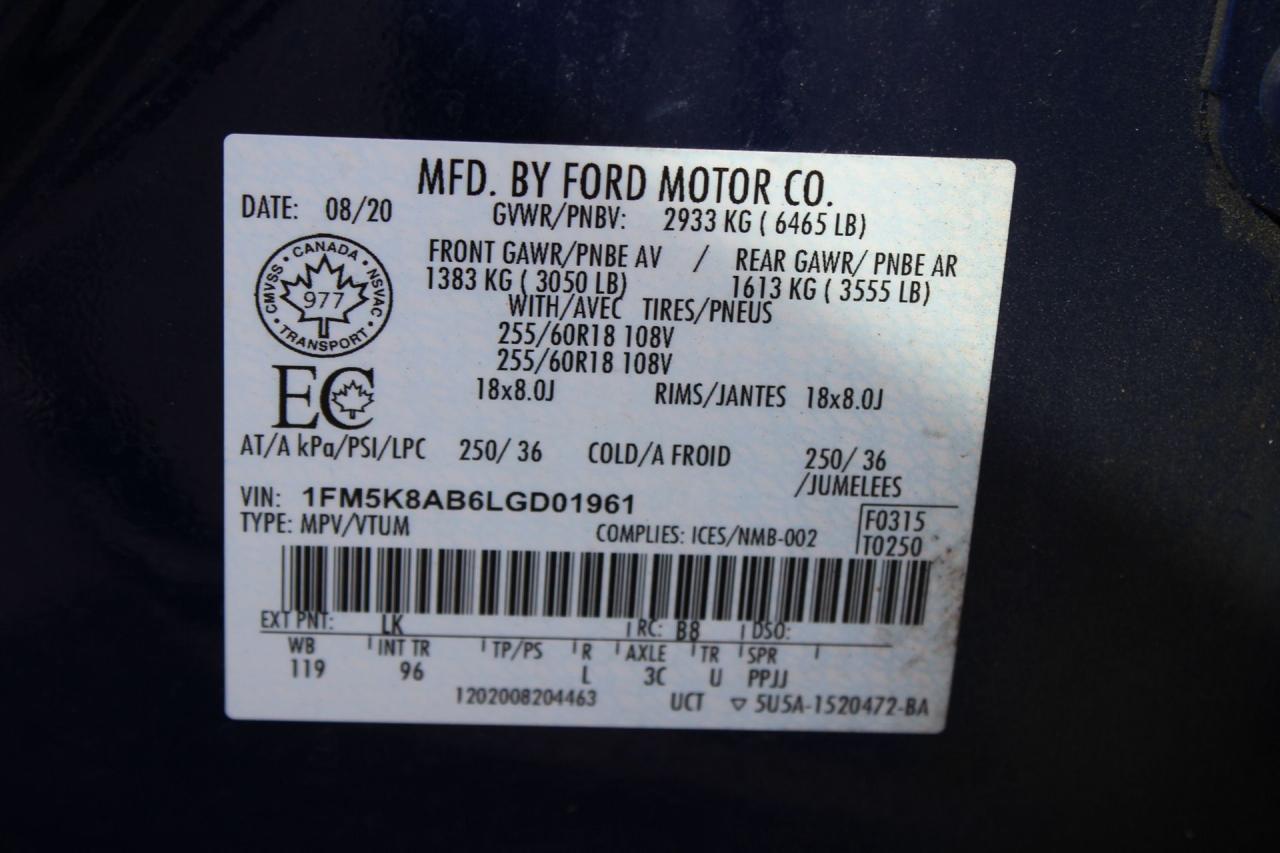 MFD. BY FORD MOTOR CO.
DATE: 08/20 GVWR/PNBV: 2933 KG ( 6465 LB)
FRONT GAWR/PNBE AV / REAR GAWR/ PNBE AR
1383 KG ( 3050 LB) 1613 KG ( 3555 LB)
WITH/AVEC TIRES/PNEUS
255/60R18 108V
255/60R18 108V
18x8.0J RIMS/JANTES 18x8.0J
CANADA
CMVSS 977 NSVAC
TRANSPORT
EC
AT/A kPa/PSI/LPC 250/ 36 COLD/A FROID 250/ 36
/JUMELEES
VIN: 1FM5K8AB6LGD01961
F0315
TYPE: MPV/VTUM COMPLIES: ICES/NMB-002 T0250
EXT PNT: LK RC: B8 DSO:
WB INT TR TP/PS R AXLE TR SPR
119 96 L 3C U PPJJ
1202008204463 UCT ▽ 5U5A-1520472-BA